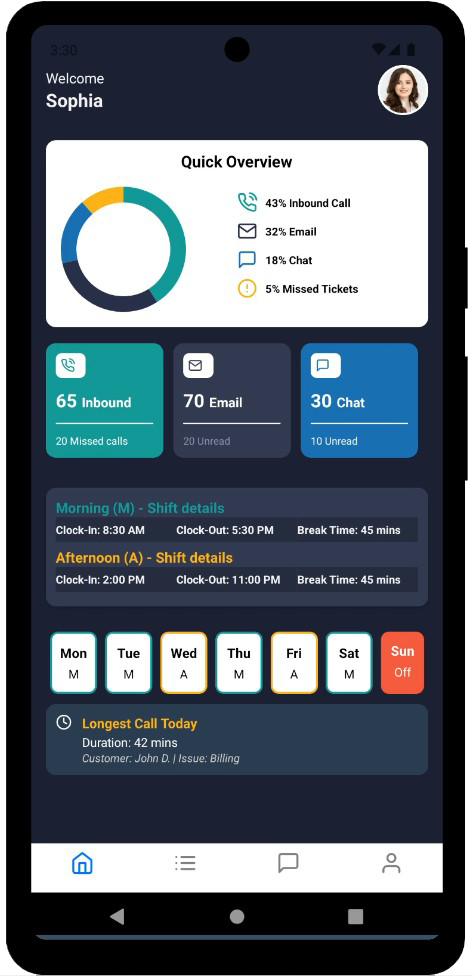 3:30
Welcome
Sophia
Quick Overview
43% Inbound Call
32% Email
18% Chat
5% Missed Tickets
65 Inbound
20 Missed calls
70 Email
20 Unread
30 Chat
10 Unread
Morning (M) - Shift details
Clock-In: 8:30 AM Clock-Out: 5:30 PM Break Time: 45 mins
Afternoon (A) - Shift details
Clock-In: 2:00 PM Clock-Out: 11:00 PM Break Time: 45 mins
Mon Tue Wed Thu Fri Sat Sun
M M A M A M Off
Longest Call Today
Duration: 42 mins
Customer: John D. | Issue: Billing